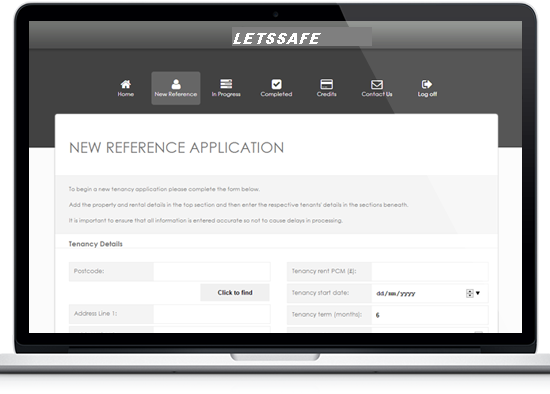 LETSSAFE
Home New Reference In Progress Completed Credits Contact Us Log off
NEW REFERENCE APPLICATION
To begin a new tenancy application please complete the form below.
Add the property and rental details in the top section and then enter the respective tenants' details in the sections beneath.
It is important to ensure that all information is entered accurate so not to cause delays in processing.
Tenancy Details
Postcode:
Click to find
Address Line 1:
Tenancy rent PCM (£):
Tenancy start date: dd/mm/yyyy
Tenancy term (months): 6